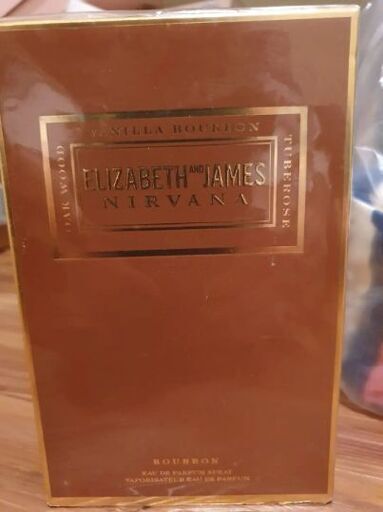 VANILLA BOURBON
OAK WOOD
ELIZABETH AND JAMES
NIRVANA
TUBEROSE
BOURBON
EAU DE PARFUM SPRAY
VAPORISATEUR EAU DE PARFUM